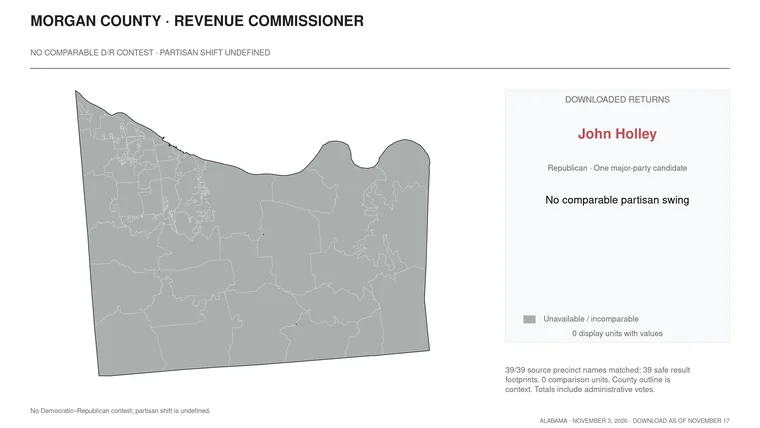 MORGAN COUNTY · REVENUE COMMISSIONER
NO COMPARABLE D/R CONTEST · PARTISAN SHIFT UNDEFINED
DOWNLOADED RETURNS
John Holley
Republican · One major-party candidate
No comparable partisan swing
Unavailable / incomparable
0 display units with values
39/39 source precinct names matched; 39 safe result
footprints. 0 comparison units. County outline is
context. Totals include administrative votes.
No Democratic–Republican contest; partisan shift is undefined.
ALABAMA · NOVEMBER 3, 2026 · DOWNLOAD AS OF NOVEMBER 17